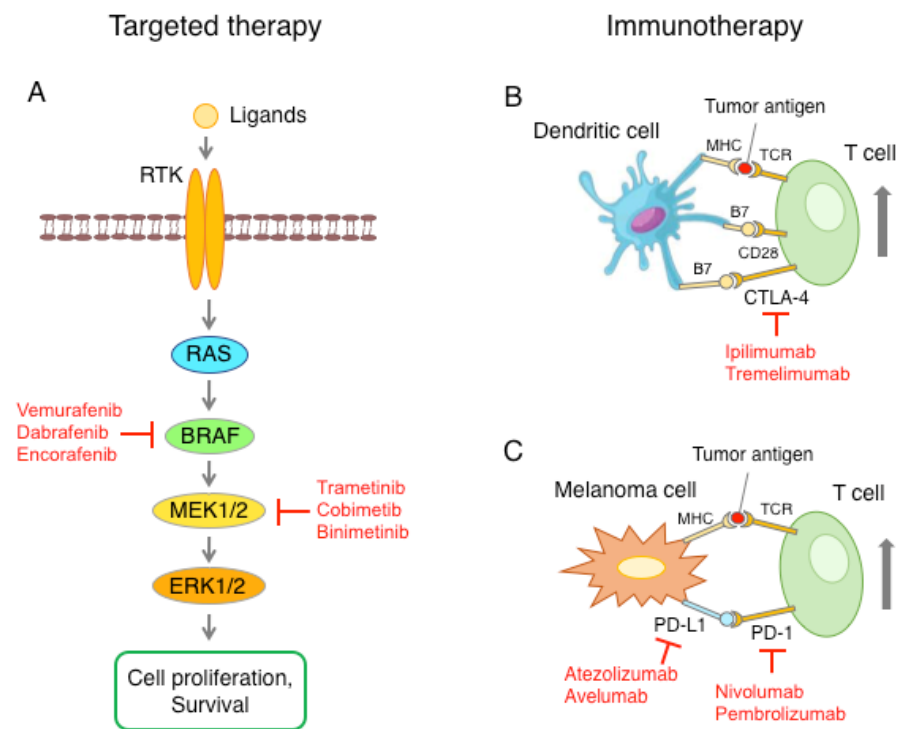 Targeted therapy
Immunotherapy
A
Ligands
RTK
RAS
Vemurafenib
Dabrafenib
Encorafenib
BRAF
MEK1/2
Trametinib
Cobimetib
Binimetinib
ERK1/2
Cell proliferation,
Survival
B
Tumor antigen
Dendritic cell
MHC
TCR
T cell
B7
CD28
B7
CTLA-4
Ipilimumab
Tremelimumab
C
Tumor antigen
Melanoma cell
T cell
MHC
TCR
PD-L1
PD-1
Atezolizumab
Avelumab
Nivolumab
Pembrolizumab